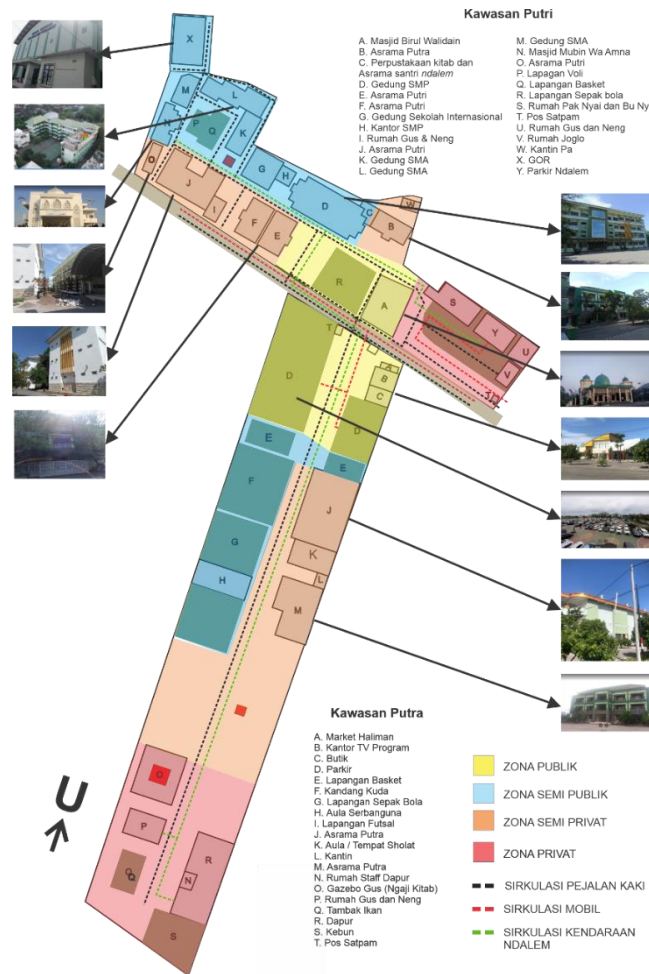 Kawasan Putri
A. Masjid Birul Walidain
B. Asrama Putra
C. Perpustakaan kitab dan
Asrama santri ndalem
D. Gedung SMP
E. Asrama Putri
F. Asrama Putri
G. Gedung Sekolah Internasional
H. Kantor SMP
I. Rumah Gus & Neng
J. Asrama Putri
K. Gedung SMA
L. Gedung SMA
M. Gedung SMA
N. Masjid Mubin Wa Amna
O. Asrama Putri
P. Lapagan Voli
Q. Lapangan Basket
R. Lapangan Sepak bola
S. Rumah Pak Nyai dan Bu Ny
T. Pos Satpam
U. Rumah Gus dan Neng
V. Rumah Joglo
W. Kantin Pa
X. GOR
Y. Parkir Ndalem
X
M
L
P
Q
K
O
J
I
G
H
F
E
D
C
B
W
R
A
S
Y
U
V
T
D
A
B
C
D
E
E
F
J
G
K
H
L
M
O
P
Q
R
N
S
U
Kawasan Putra
A. Market Haliman
B. Kantor TV Program
C. Butik
D. Parkir
E. Lapangan Basket
F. Kandang Kuda
G. Lapangan Sepak Bola
H. Aula Serbanguna
I. Lapangan Futsal
J. Asrama Putra
K. Aula / Tempat Sholat
L. Kantin
M. Asrama Putra
N. Rumah Staff Dapur
O. Gazebo Gus (Ngaji Kitab)
P. Rumah Gus dan Neng
Q. Tambak Ikan
R. Dapur
S. Kebun
T. Pos Satpam
ZONA PUBLIK
ZONA SEMI PUBLIK
ZONA SEMI PRIVAT
ZONA PRIVAT
SIRKULASI PEJALAN KAKI
SIRKULASI MOBIL
SIRKULASI KENDARAAN
NDALEM